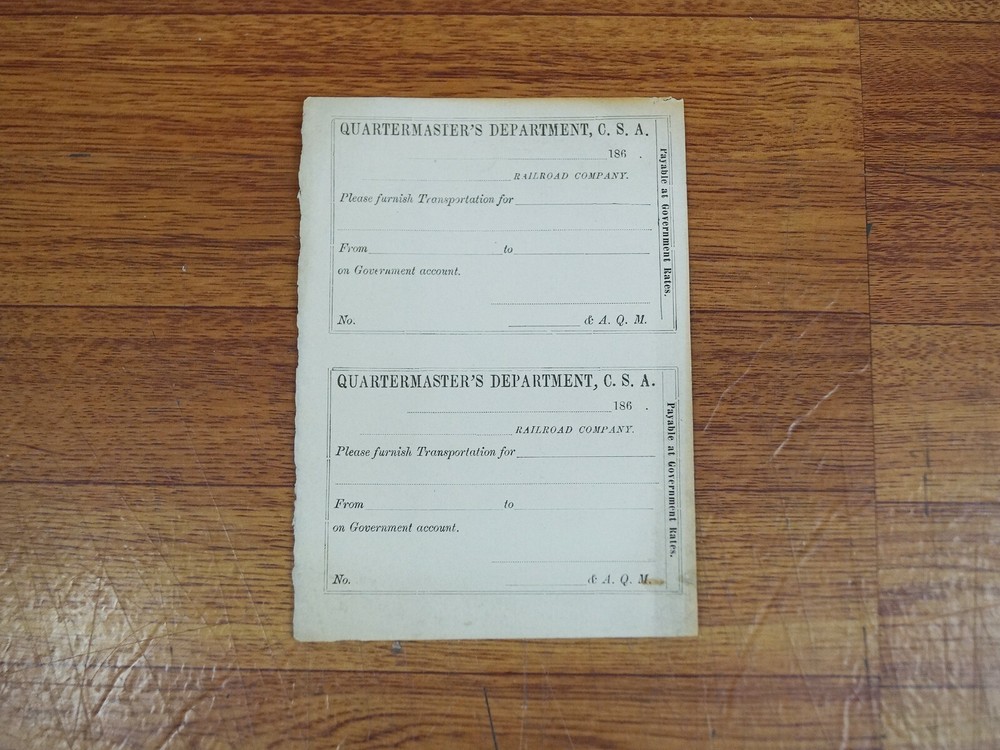 QUARTERMASTER'S DEPARTMENT, C. S. A.
186 .
RAILROAD COMPANY.
Please furnish Transportation for
From to
on Government account.
No. & A. Q. M.
Payable at Government Rates.
QUARTERMASTER'S DEPARTMENT, C. S. A.
186 .
RAILROAD COMPANY.
Please furnish Transportation for
From to
on Government account.
No. & A. Q. M.
Payable at Government Rates.